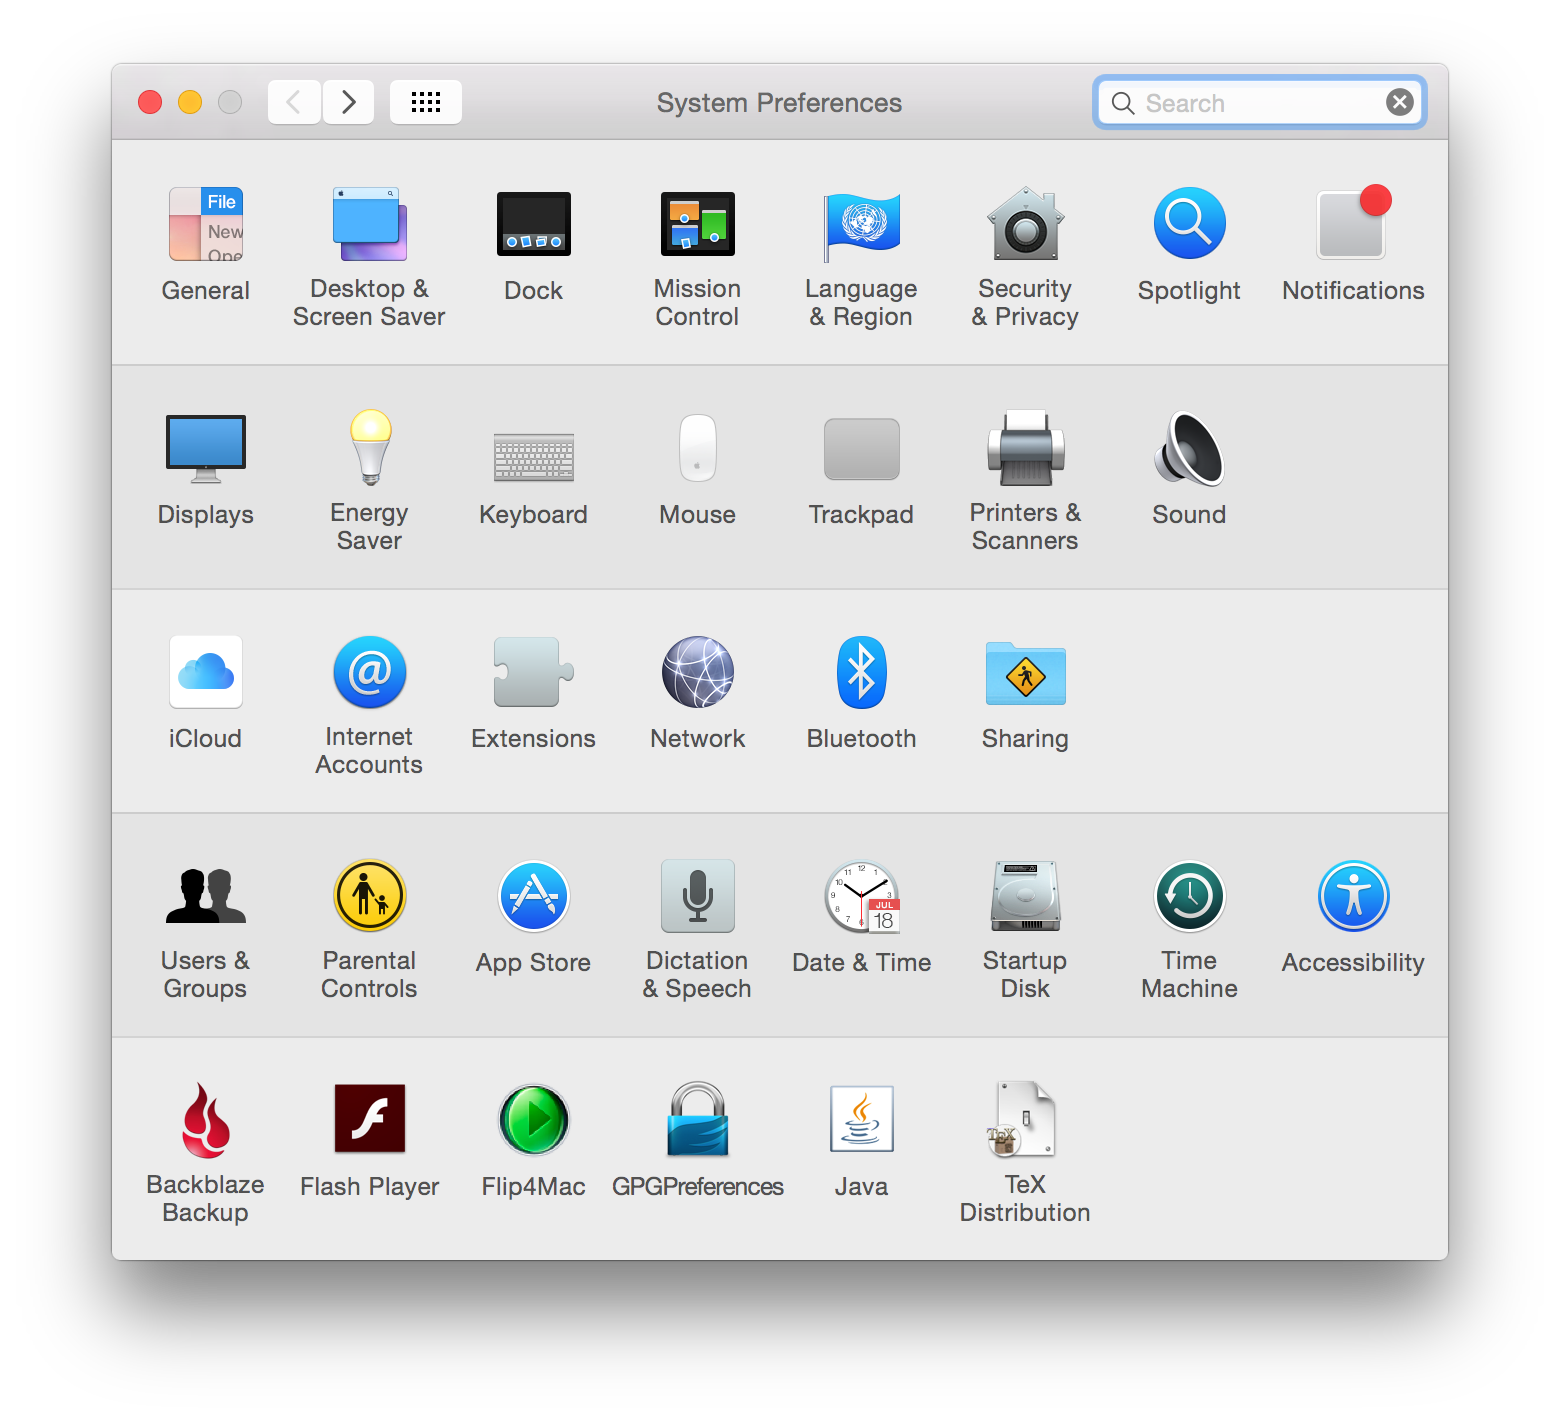 System Preferences
Search
File
New
Ope
General
Desktop &
Screen Saver
Dock
Mission
Control
Language
& Region
Security
& Privacy
Spotlight
Notifications
Displays
Energy
Saver
Keyboard
Mouse
Trackpad
Printers &
Scanners
Sound
iCloud
@
Internet
Accounts
Extensions
Network
Bluetooth
Sharing
Users &
Groups
Parental
Controls
App Store
Dictation
& Speech
JUL
18
Date & Time
Startup
Disk
Time
Machine
Accessibility
Backblaze
Backup
Flash Player
Flip4Mac
GPGPreferences
Java
TeX
TeX
Distribution